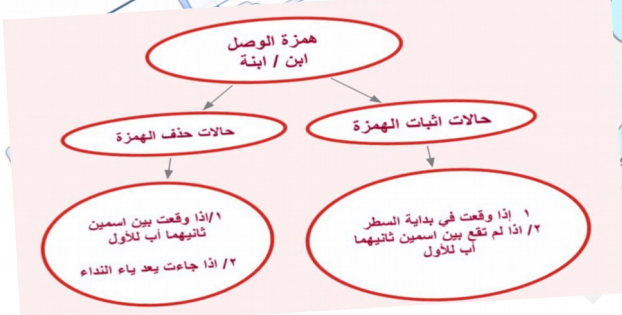 همزة الوصل
ابن / ابنة
حالات اثبات الهمزة
حالات حذف الهمزة
١ إذا وقعت في بداية السطر
٢/ اذا لم تقع بين اسمين ثانيهما
أب للأول
١/اذا وقعت بين اسمين
ثانيهما أب للأول
٢/ اذا جاءت يعد ياء النداء